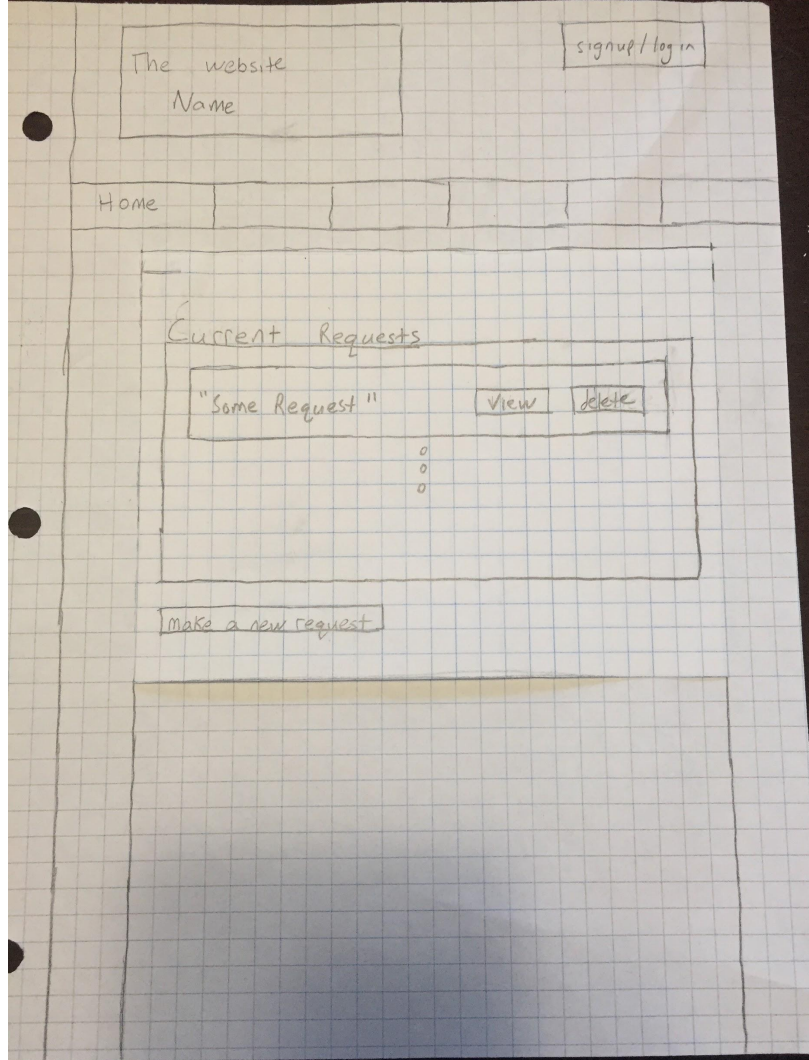 The website
Name
signup/log in
Home
Current Requests
"Some Request" view delete
make a new request